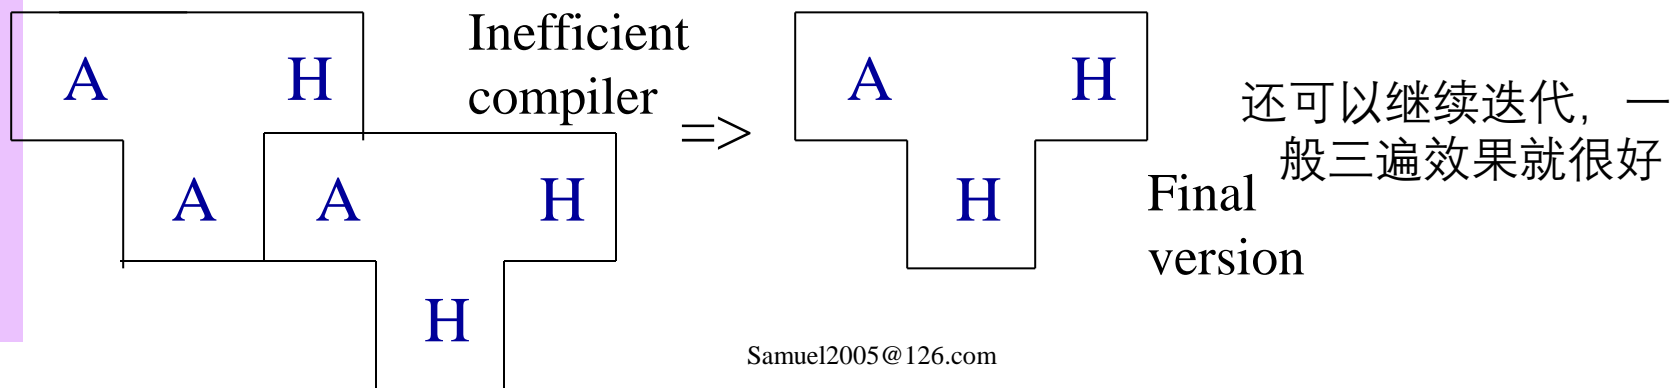 A H
Inefficient
compiler
=>
A A H
H
A H
H
Final
version
还可以继续迭代，一
般三遍效果就很好
Samuel2005@126.com